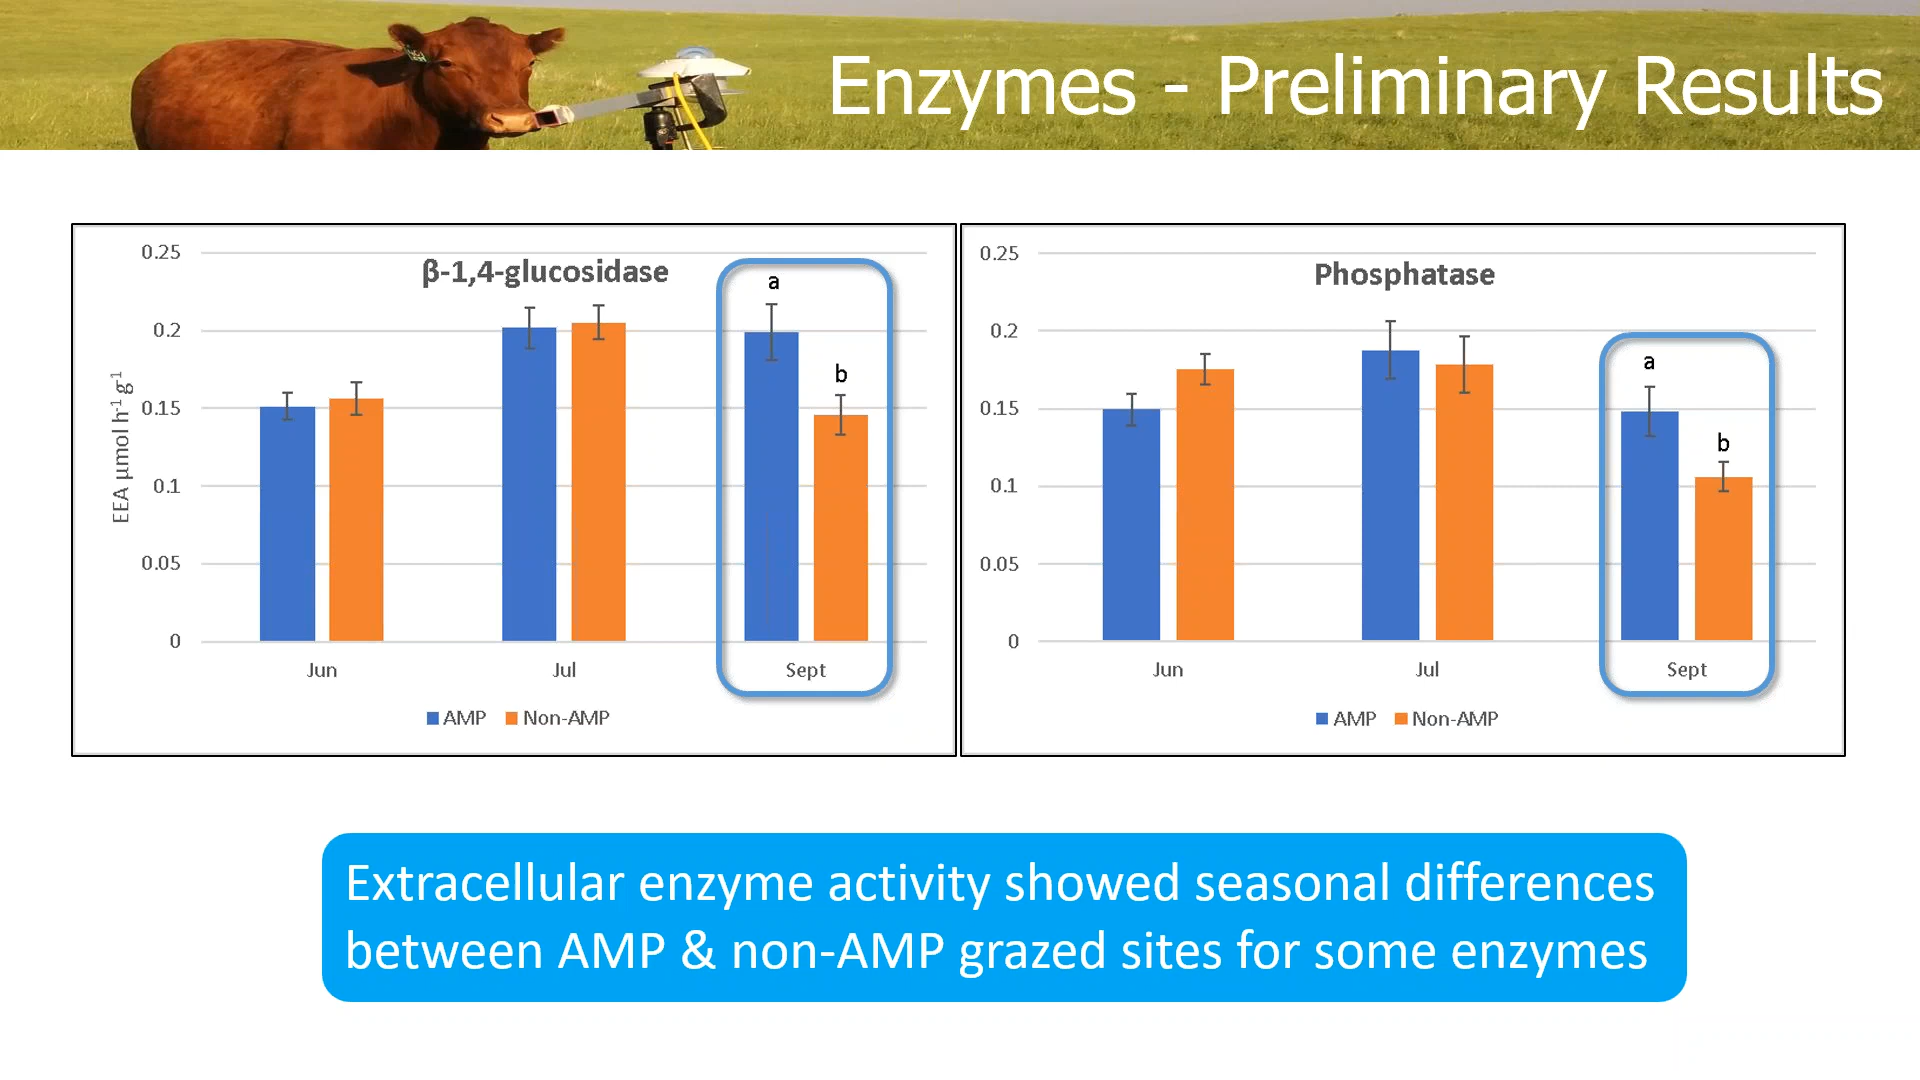 Enzymes - Preliminary Results
β-1,4-glucosidase
EEA µmol h⁻¹ g⁻¹
0.25
0.2
0.15
0.1
0.05
0
a
b
Jun
Jul
Sept
AMP
Non-AMP
Phosphatase
0.25
0.2
0.15
0.1
0.05
0
a
b
Jun
Jul
Sept
AMP
Non-AMP
Extracellular enzyme activity showed seasonal differences
between AMP & non-AMP grazed sites for some enzymes